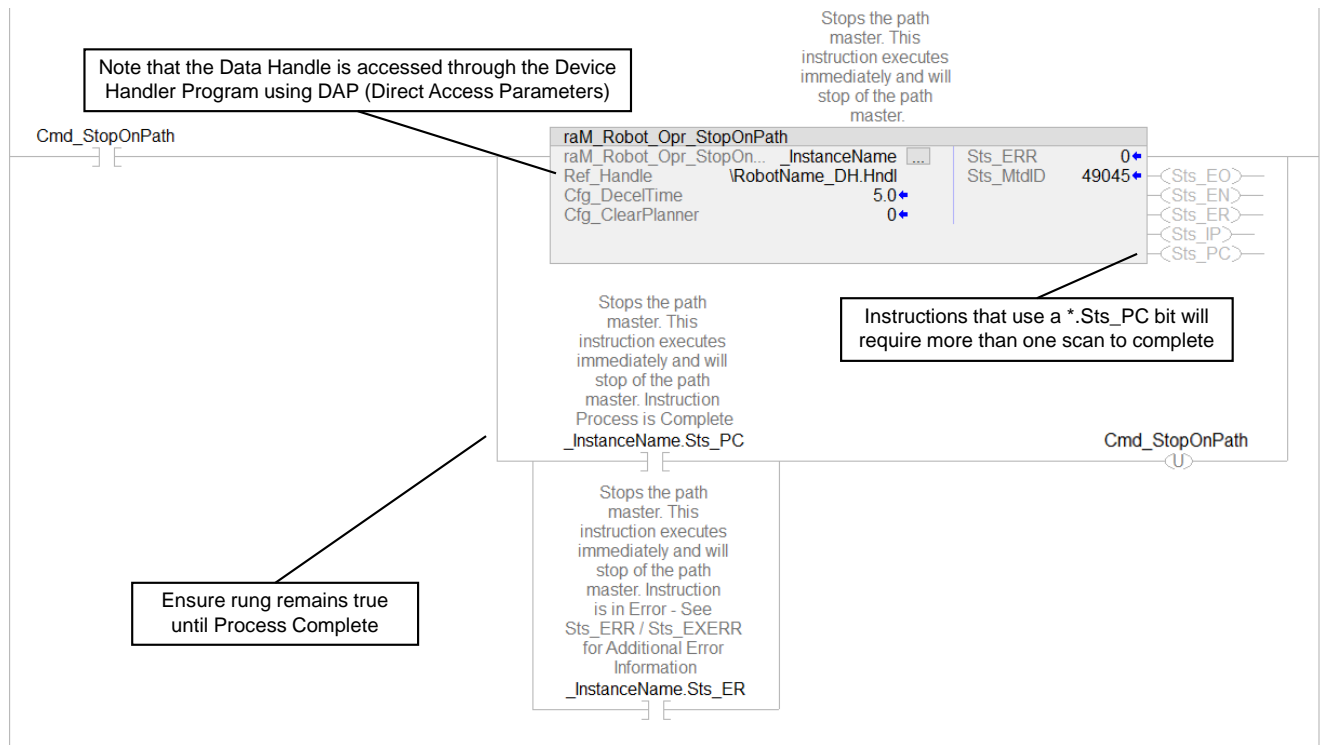 Stops the path
master. This
instruction executes
immediately and will
stop of the path
master.
Note that the Data Handle is accessed through the Device
Handler Program using DAP (Direct Access Parameters)
Cmd_StopOnPath
raM_Robot_Opr_StopOnPath
raM_Robot_Opr_StopOn... _InstanceName ... Sts_ERR 0
Ref_Handle \RobotName_DH.Hndl Sts_MtdID 49045 Sts_EO
Cfg_DecelTime 5.0 Sts_EN
Cfg_ClearPlanner 0 Sts_ER
Sts_IP
Sts_PC
Instructions that use a *.Sts_PC bit will
require more than one scan to complete
Stops the path
master. This
instruction executes
immediately and will
stop of the path
master. Instruction
Process is Complete
_InstanceName.Sts_PC Cmd_StopOnPath
U
Stops the path
master. This
instruction executes
immediately and will
stop of the path
master. Instruction
is in Error - See
Sts_ERR / Sts_EXERR
for Additional Error
Information
_InstanceName.Sts_ER
Ensure rung remains true
until Process Complete